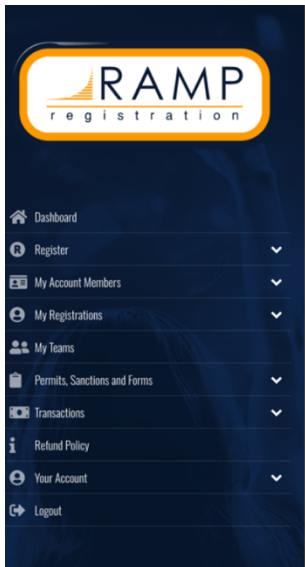 RAMP
registration
Dashboard
Register
My Account Members
My Registrations
My Teams
Permits, Sanctions and Forms
Transactions
Refund Policy
Your Account
Logout